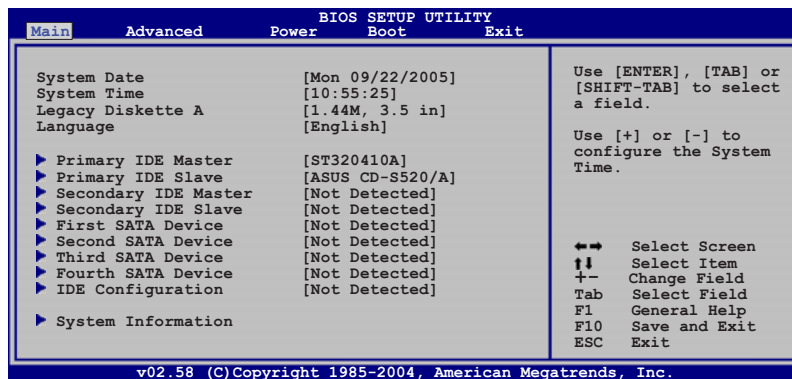 BIOS SETUP UTILITY
Main Advanced Power Boot Exit
System Date [Mon 09/22/2005]
System Time [10:55:25]
Legacy Diskette A [1.44M, 3.5 in]
Language [English]
Primary IDE Master [ST320410A]
Primary IDE Slave [ASUS CD-S520/A]
Secondary IDE Master [Not Detected]
Secondary IDE Slave [Not Detected]
First SATA Device [Not Detected]
Second SATA Device [Not Detected]
Third SATA Device [Not Detected]
Fourth SATA Device [Not Detected]
IDE Configuration [Not Detected]
System Information
Use [ENTER], [TAB] or
[SHIFT-TAB] to select
a field.
Use [+] or [-] to
configure the System
Time.
Select Screen
Select Item
+- Change Field
Tab Select Field
F1 General Help
F10 Save and Exit
ESC Exit
v02.58 (C)Copyright 1985-2004, American Megatrends, Inc.